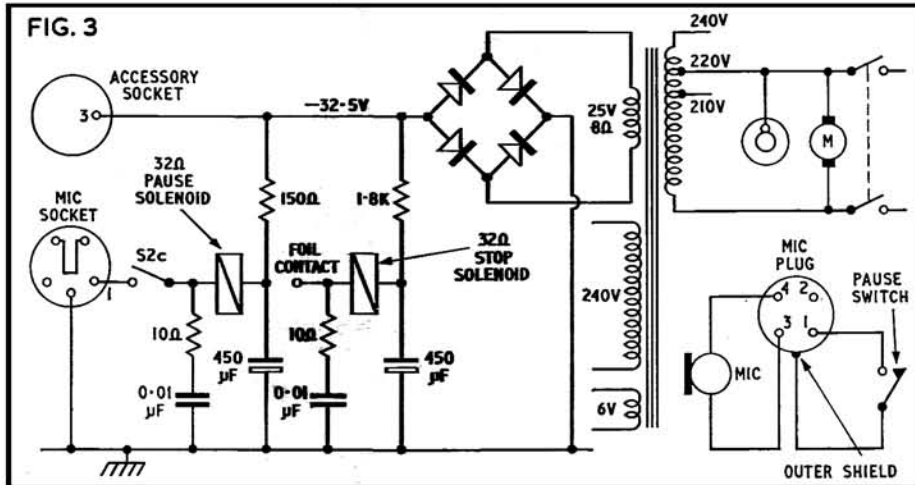 FIG. 3
ACCESSORY
SOCKET
3
-32·5V
25V
8Ω
240V
220V
210V
M
32Ω
PAUSE
SOLENOID
MIC
SOCKET
1
S2c
150Ω
1·8K
FOIL
CONTACT
32Ω
STOP
SOLENOID
10Ω
0·01
µF
450
µF
10Ω
0·01
µF
450
µF
240V
6V
MIC
PLUG
4
2
3
1
PAUSE
SWITCH
MIC
OUTER SHIELD